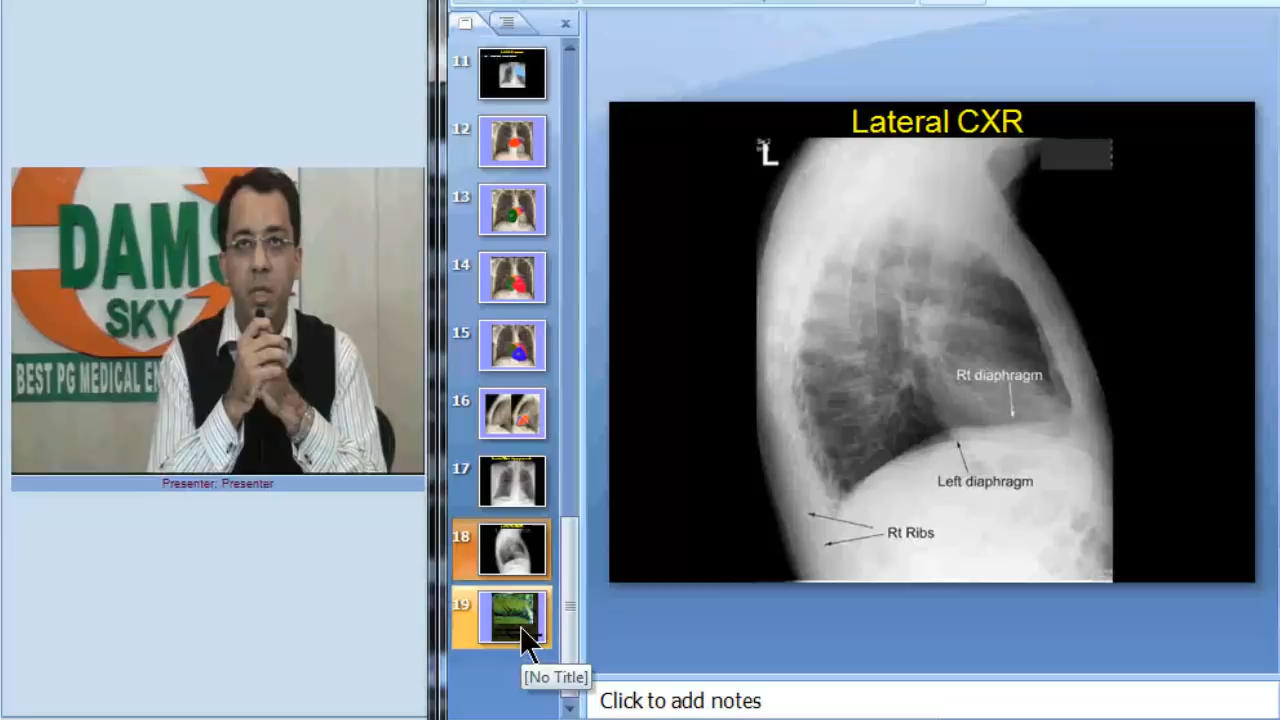 DAMS
SKY
BEST PG MEDICAL EN
Presenter: Presenter
11
12
13
14
15
16
17
18
19
[No Title]
Lateral CXR
L
Rt diaphragm
Left diaphragm
Rt Ribs
Click to add notes